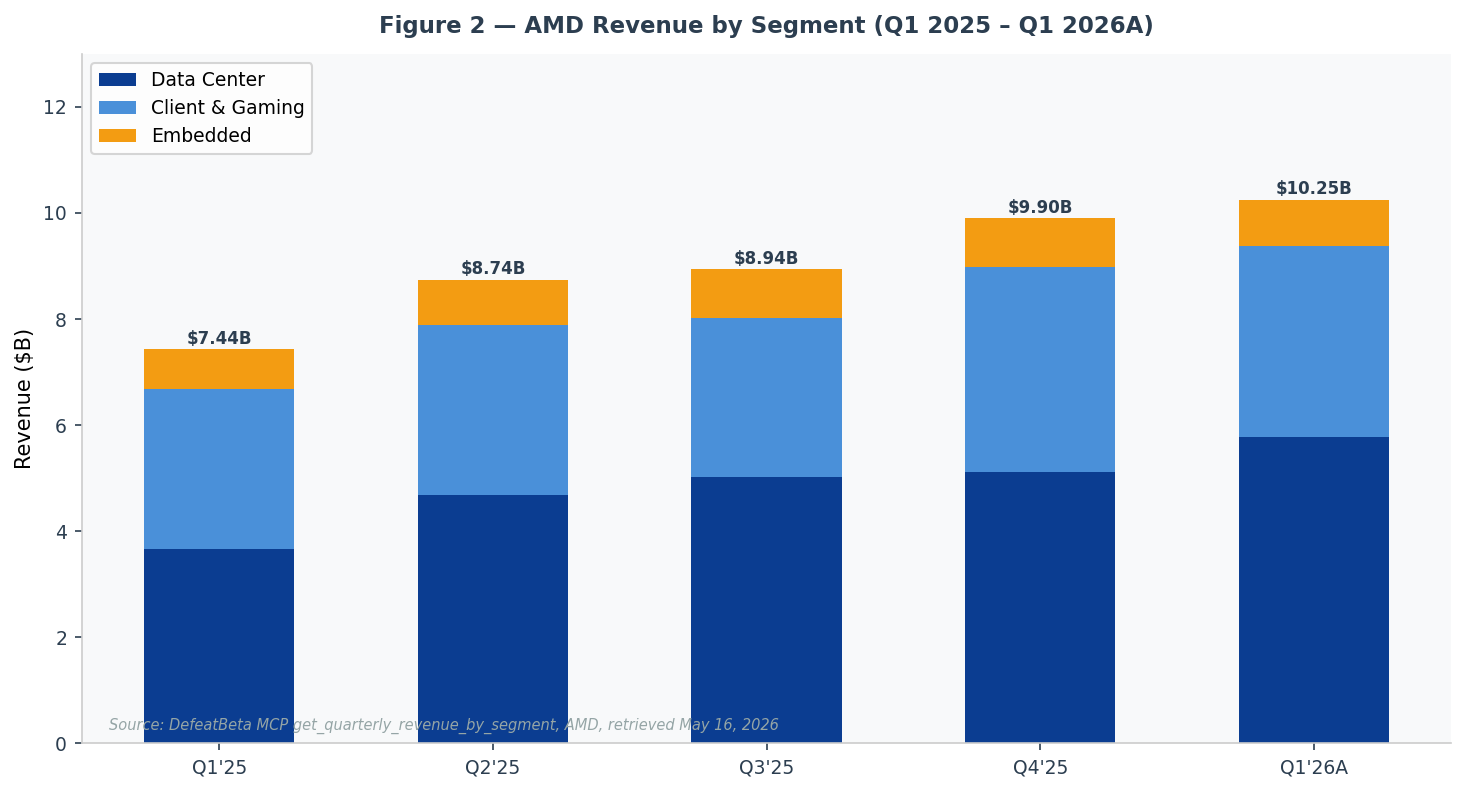 Figure 2 — AMD Revenue by Segment (Q1 2025 – Q1 2026A)
Data Center
Client & Gaming
Embedded
Revenue ($B)
12
10
8
6
4
2
0
$7.44B
$8.74B
$8.94B
$9.90B
$10.25B
Source: DefeatBeta MCP get_quarterly_revenue_by_segment, AMD, retrieved May 16, 2026
Q1'25
Q2'25
Q3'25
Q4'25
Q1'26A